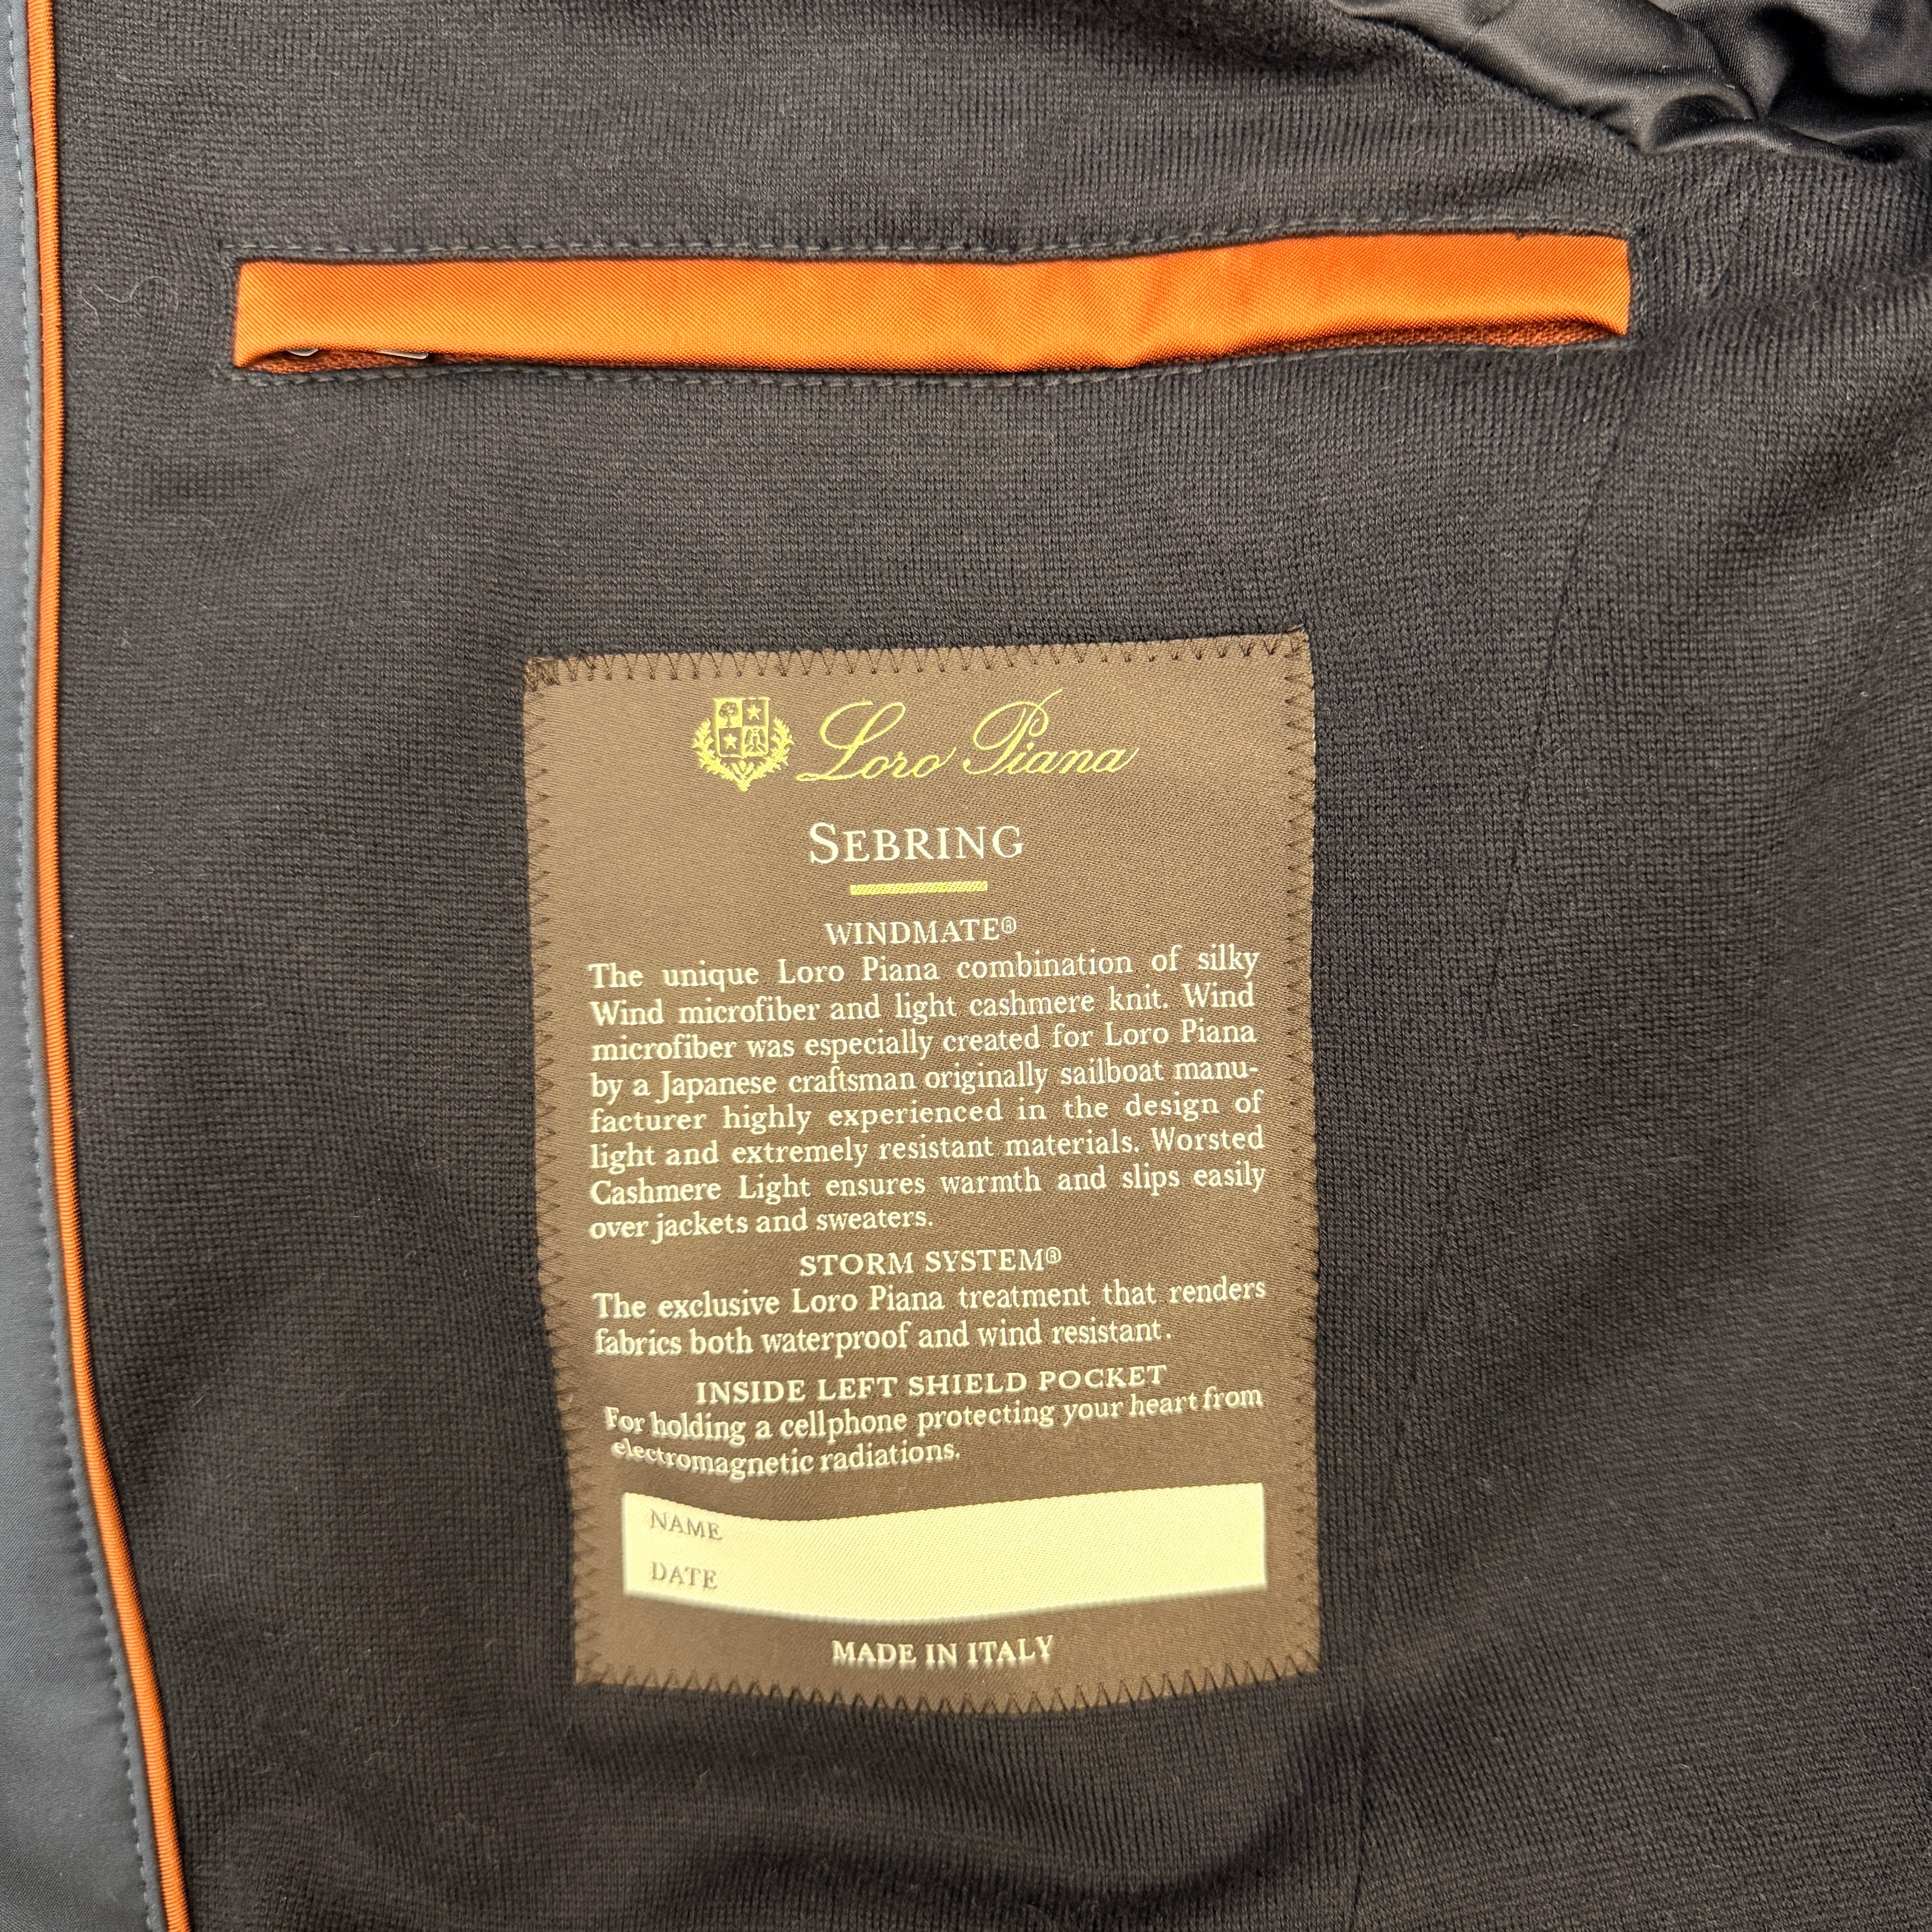 Loro Piana
SEBRING
WINDMATE®
The unique Loro Piana combination of silky
Wind microfiber and light cashmere knit. Wind
microfiber was especially created for Loro Piana
by a Japanese craftsman originally sailboat manu-
facturer highly experienced in the design of
light and extremely resistant materials. Worsted
Cashmere Light ensures warmth and slips easily
over jackets and sweaters.
STORM SYSTEM®
The exclusive Loro Piana treatment that renders
fabrics both waterproof and wind resistant.
INSIDE LEFT SHIELD POCKET
For holding a cellphone protecting your heart from
electromagnetic radiations.
NAME
DATE
MADE IN ITALY